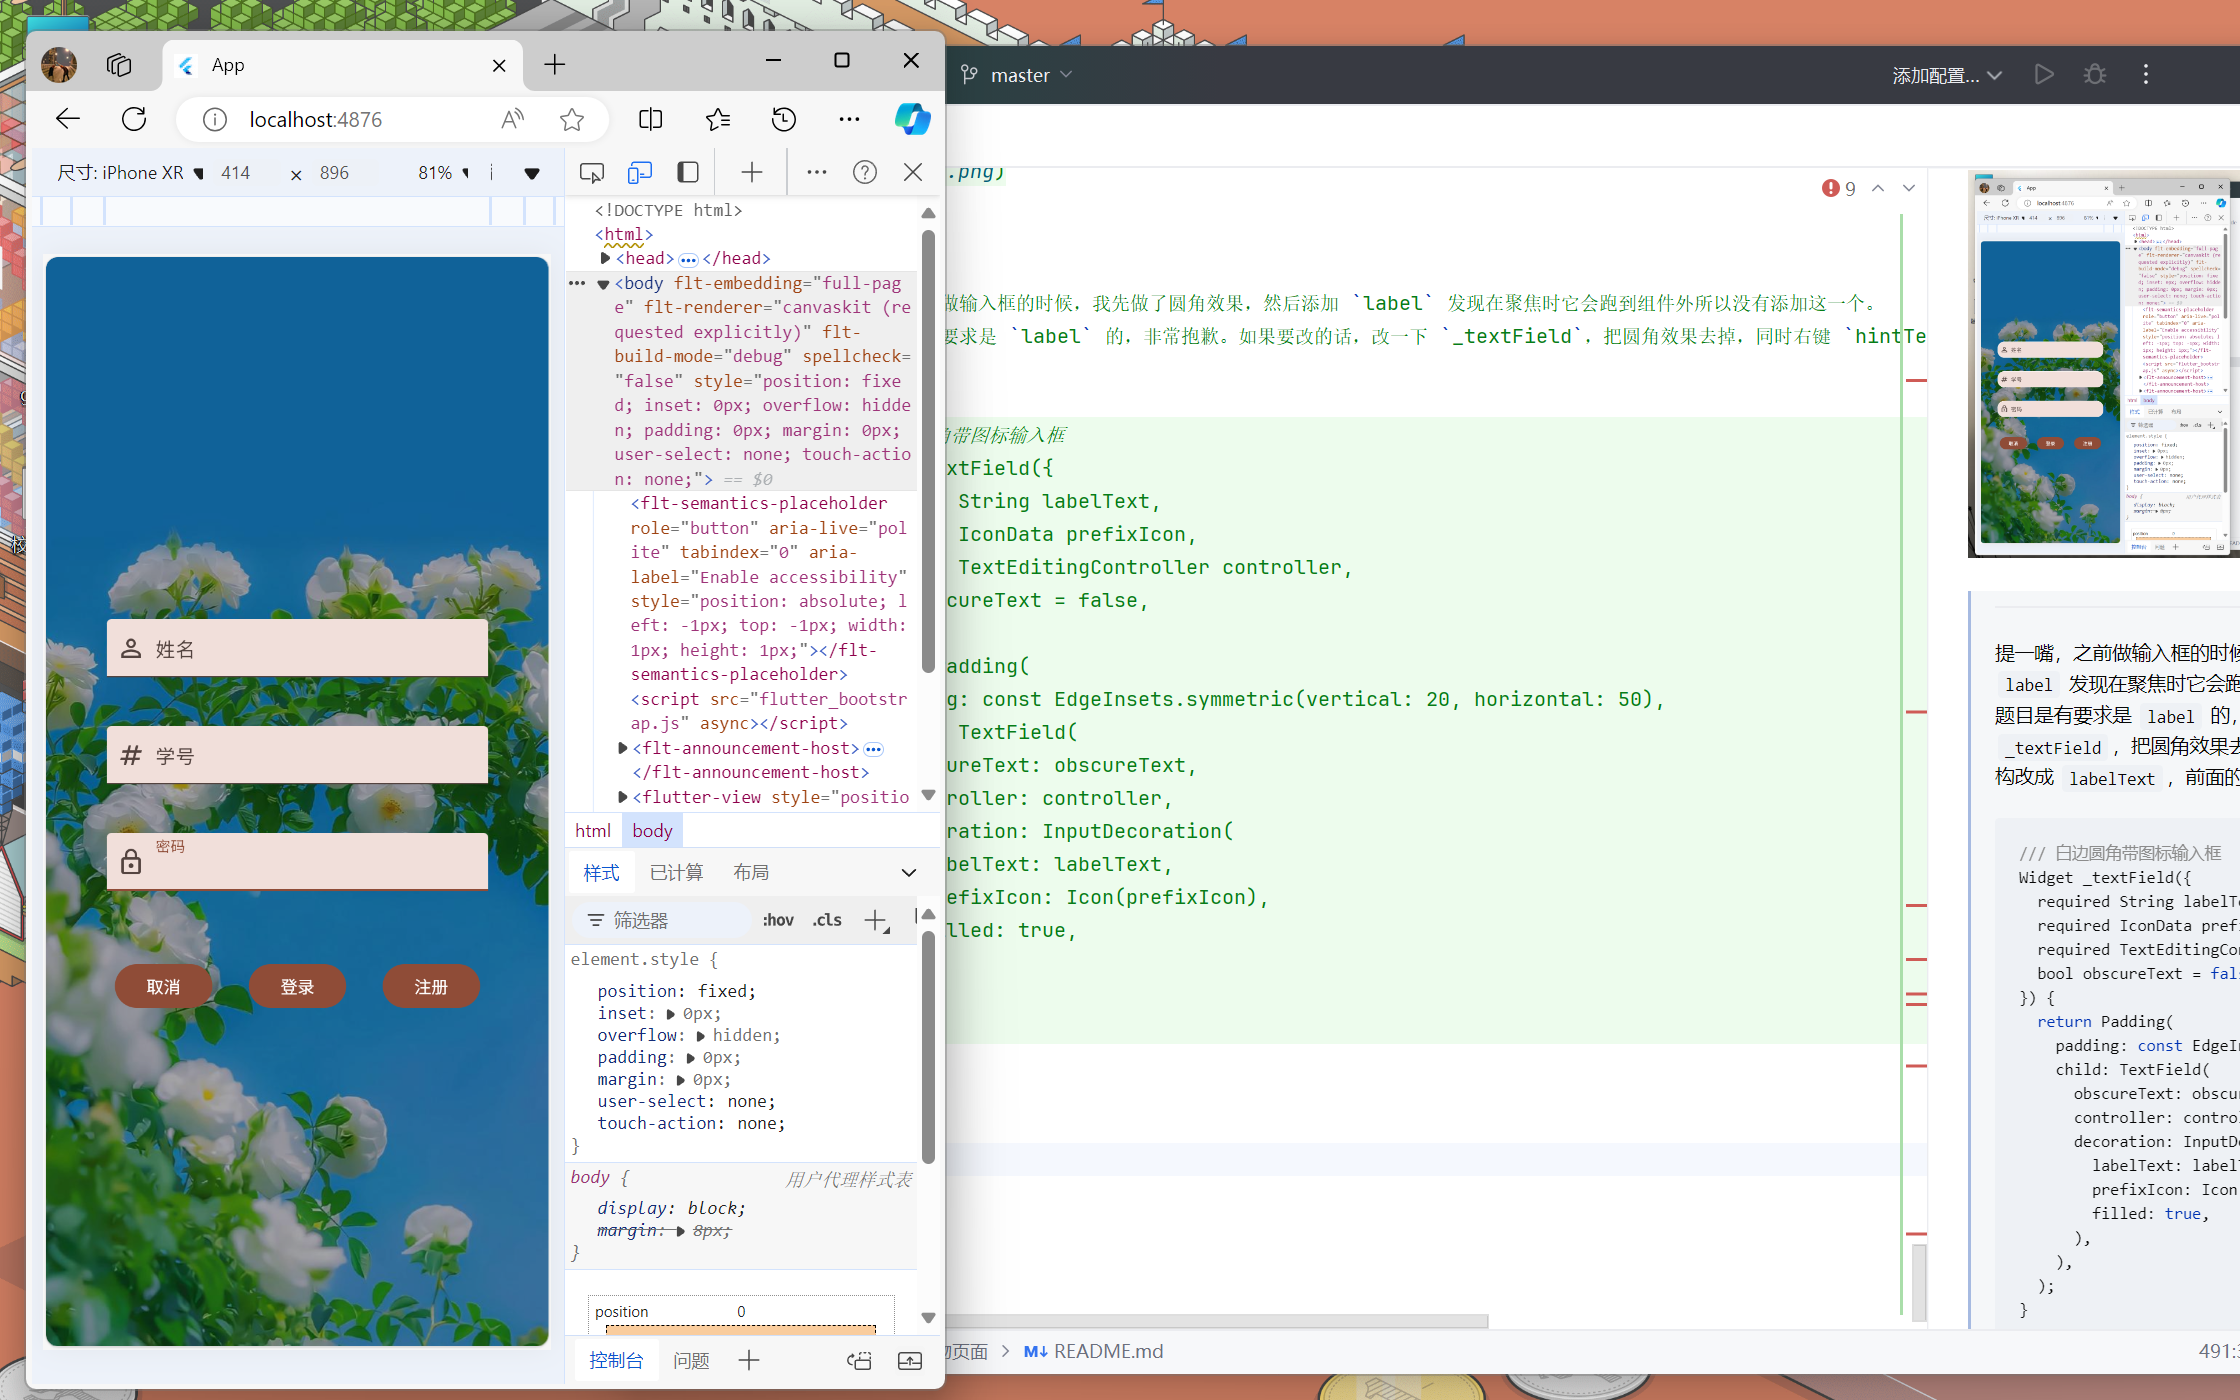 App
localhost:4876
尺寸: iPhone XR
414
×
896
81%
<!DOCTYPE html>
<html>
<head> ••• </head>
<body flt-embedding="full-pag
e" flt-renderer="canvaskit (re
quested explicitly)" flt-
build-mode="debug" spellcheck=
"false" style="position: fixe
d; inset: 0px; overflow: hidde
n; padding: 0px; margin: 0px;
user-select: none; touch-actio
n: none;"> == $0
<flt-semantics-placeholder
role="button" aria-live="pol
ite" tabindex="0" aria-
label="Enable accessibility"
style="position: absolute; l
eft: -1px; top: -1px; width:
1px; height: 1px;"></flt-
semantics-placeholder>
<script src="flutter_bootstr
ap.js" async></script>
<flt-announcement-host> •••
</flt-announcement-host>
<flutter-view style="positio
html
body
样式
已计算
布局
筛选器
:hov
.cls
element.style {
position: fixed;
inset: 0px;
overflow: hidden;
padding: 0px;
margin: 0px;
user-select: none;
touch-action: none;
}
body {
用户代理样式表
display: block;
margin: 8px;
}
position
0
控制台
问题
姓名
学号
密码
取消
登录
注册
master
添加配置...
.png)
9
做输入框的时候，我先做了圆角效果，然后添加 `label` 发现在聚焦时它会跑到组件外所以没有添加这一个。
要求是 `label` 的，非常抱歉。如果要改的话，改一下 `_textField`，把圆角效果去掉，同时右键 `hintTe
角带图标输入框
xtField({
String labelText,
IconData prefixIcon,
TextEditingController controller,
cureText = false,
adding(
g: const EdgeInsets.symmetric(vertical: 20, horizontal: 50),
TextField(
ureText: obscureText,
roller: controller,
ration: InputDecoration(
belText: labelText,
efixIcon: Icon(prefixIcon),
lled: true,
页面
README.md
491:
提一嘴，之前做输入框的时候
label 发现在聚焦时它会跑
题目是有要求是 label 的，
_textField ，把圆角效果去
构改成 labelText ，前面的
/// 白边圆角带图标输入框
Widget _textField({
required String labelTe
required IconData prefi
required TextEditingCo
bool obscureText = fal
}) {
return Padding(
padding: const EdgeI
child: TextField(
obscureText: obscu
controller: contro
decoration: InputDe
labelText: label
prefixIcon: Icon
filled: true,
),
),
);
}